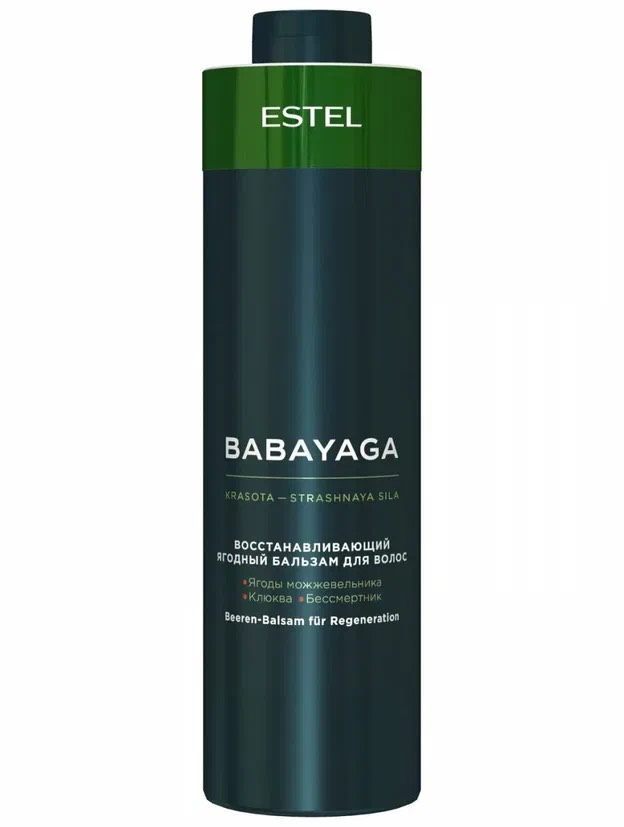 ESTEL
BABAYAGA
KRASOTA — STRASHNAYA SILA
ВОССТАНАВЛИВАЮЩИЙ
ЯГОДНЫЙ БАЛЬЗАМ ДЛЯ ВОЛОС
•Ягоды можжевельника
•Клюква •Бессмертник
Beeren-Balsam für Regeneration